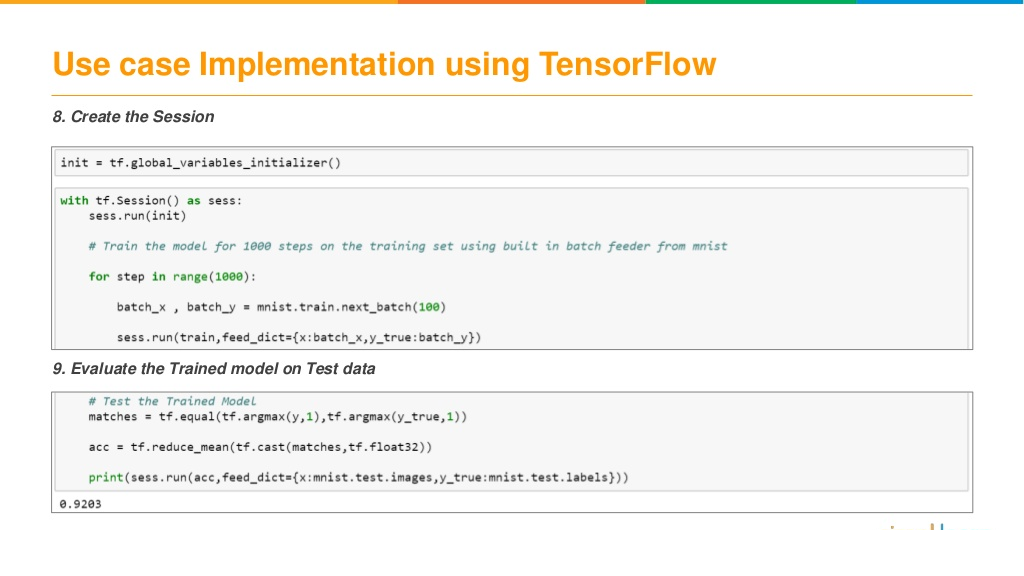 Use case Implementation using TensorFlow
8. Create the Session
init = tf.global_variables_initializer()
with tf.Session() as sess:
    sess.run(init)
    # Train the model for 1000 steps on the training set using built in batch feeder from mnist
    for step in range(1000):
        batch_x , batch_y = mnist.train.next_batch(100)
        sess.run(train,feed_dict={x:batch_x,y_true:batch_y})
9. Evaluate the Trained model on Test data
    # Test the Trained Model
    matches = tf.equal(tf.argmax(y,1),tf.argmax(y_true,1))
    acc = tf.reduce_mean(tf.cast(matches,tf.float32))
    print(sess.run(acc,feed_dict={x:mnist.test.images,y_true:mnist.test.labels}))
0.9203